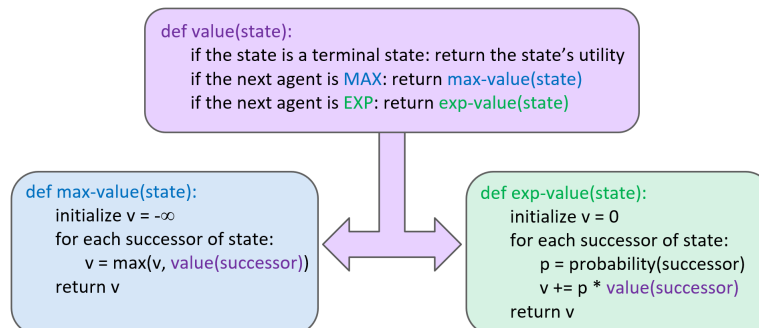 def value(state):
if the state is a terminal state: return the state's utility
if the next agent is MAX: return max-value(state)
if the next agent is EXP: return exp-value(state)
def max-value(state):
initialize v = -∞
for each successor of state:
v = max(v, value(successor))
return v
def exp-value(state):
initialize v = 0
for each successor of state:
p = probability(successor)
v += p * value(successor)
return v